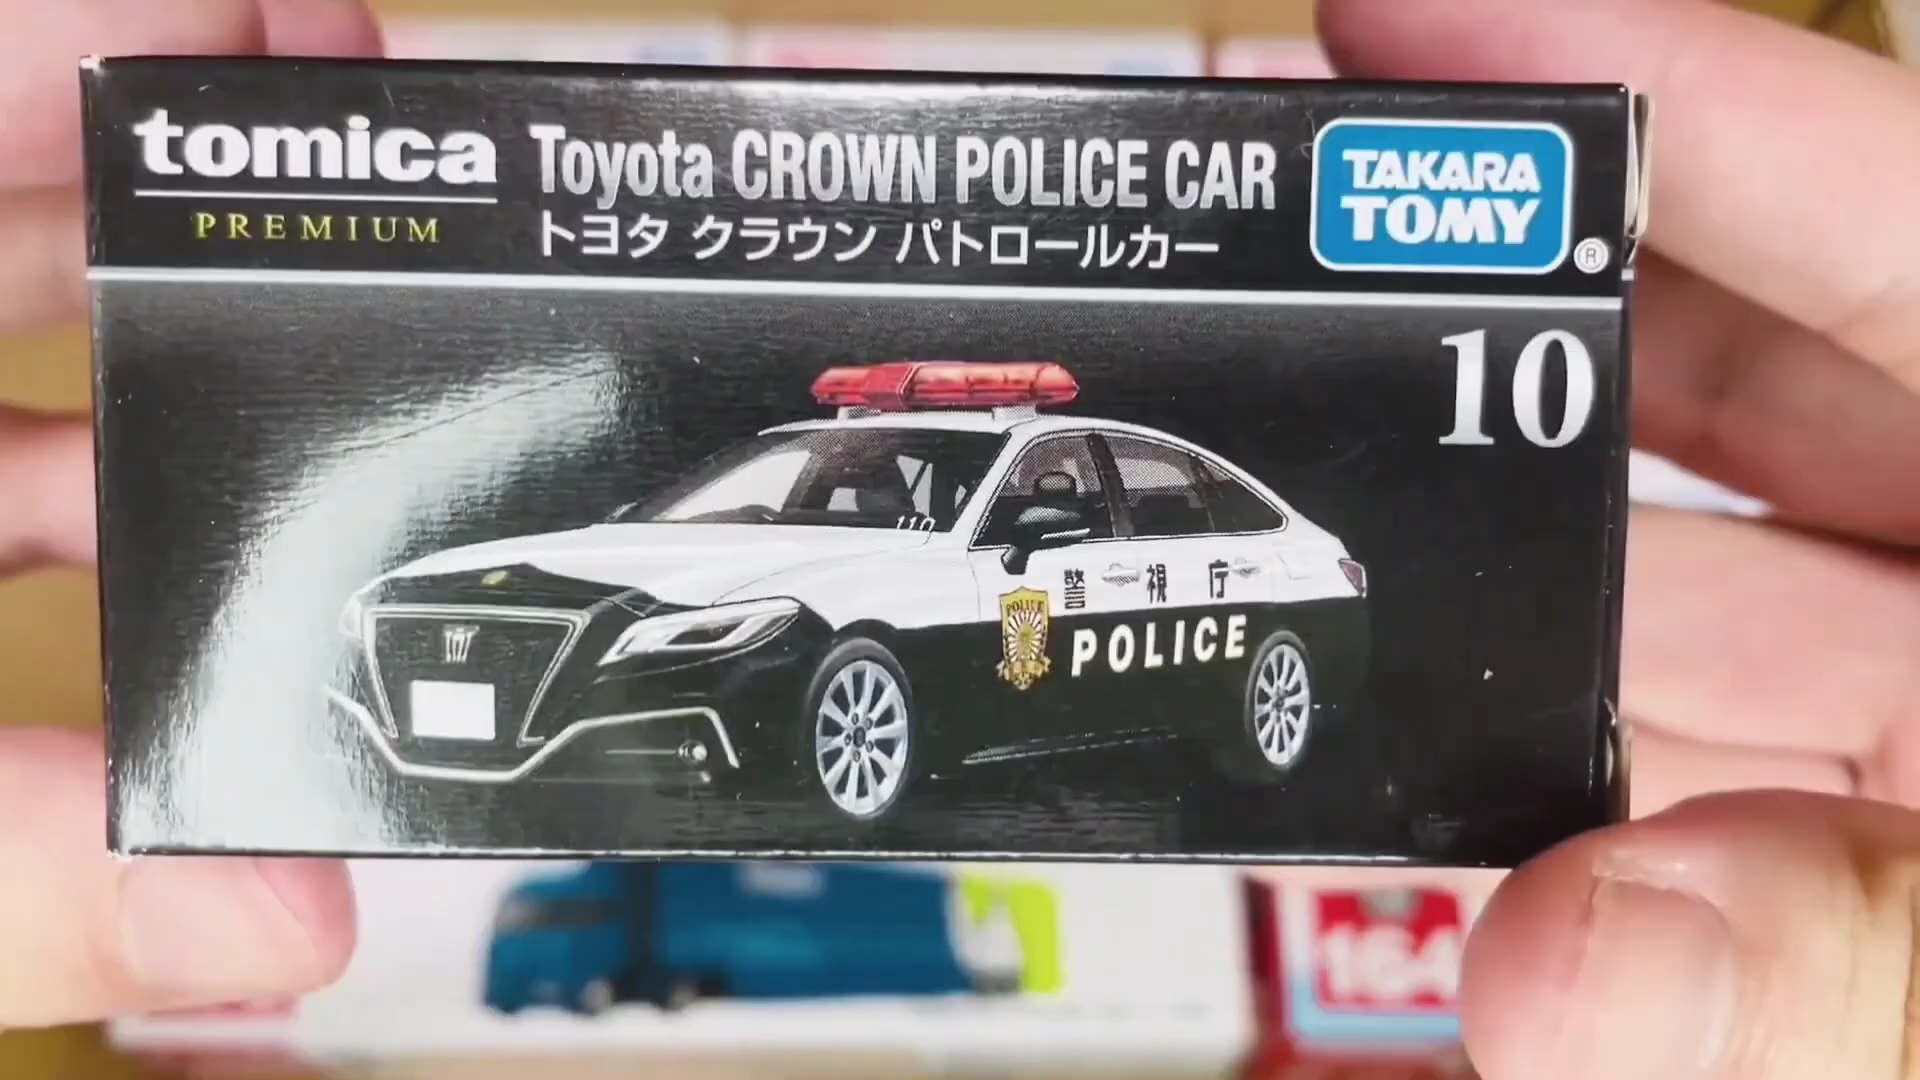 tomica
PREMIUM
Toyota CROWN POLICE CAR
トヨタ クラウン パトロールカー
TAKARA
TOMY
®
10
110
POLICE
警視庁
POLICE
164